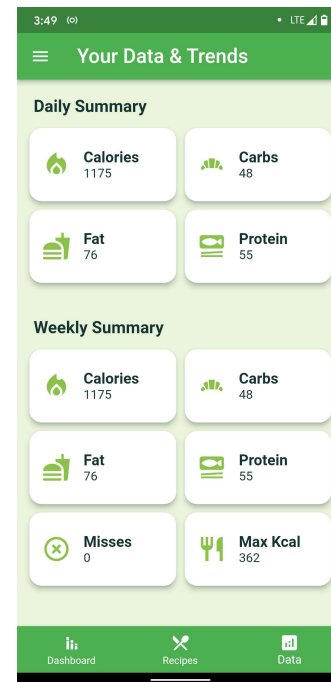 3:49
LTE
Your Data & Trends
Daily Summary
Calories
1175
Carbs
48
Fat
76
Protein
55
Weekly Summary
Calories
1175
Carbs
48
Fat
76
Protein
55
Misses
0
Max Kcal
362
Dashboard
Recipes
Data